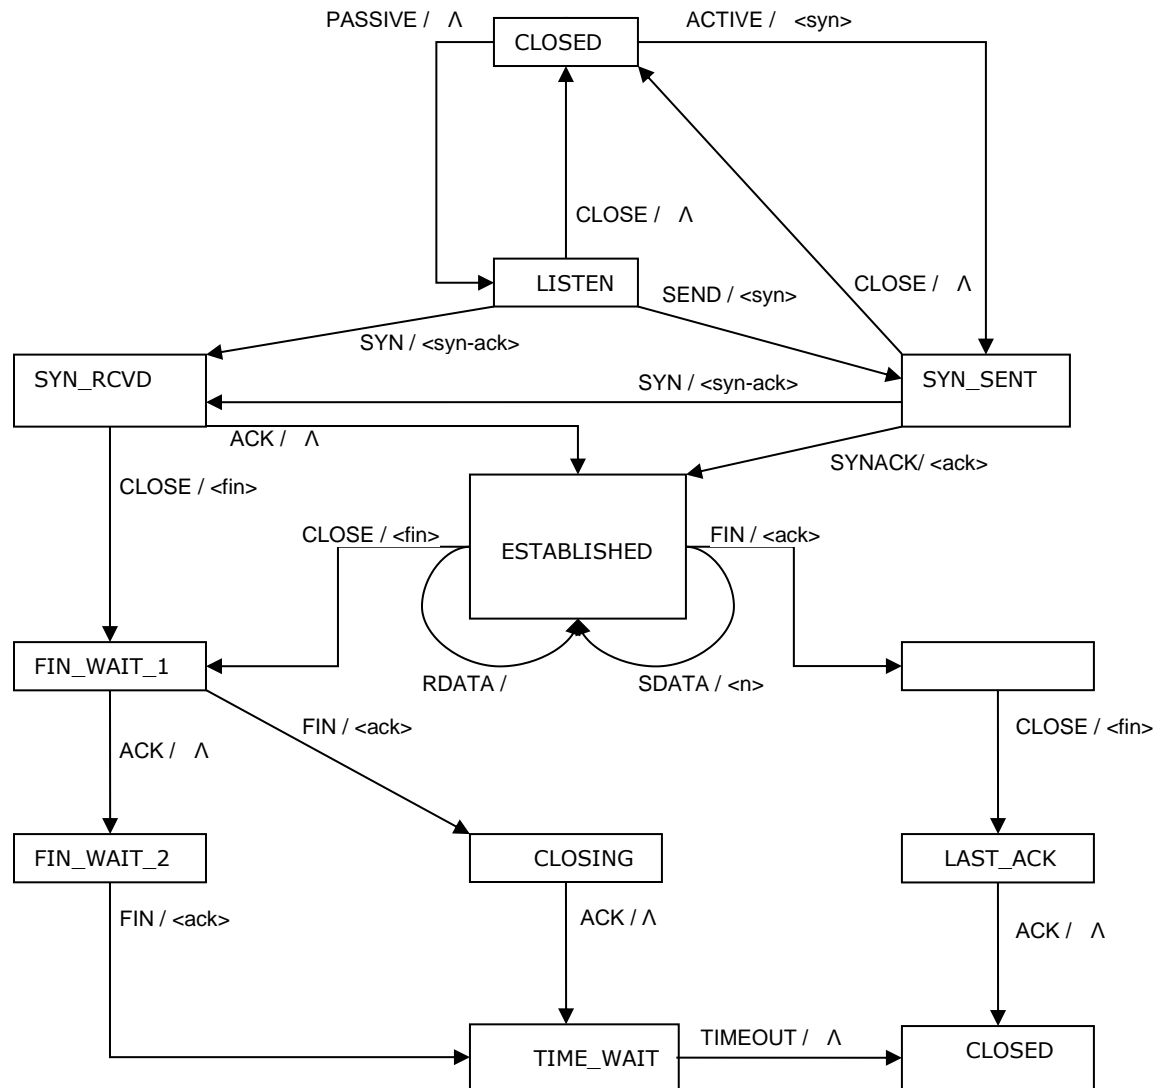 PASSIVE / Λ
ACTIVE / <syn>
CLOSED
CLOSE / Λ
LISTEN
SEND / <syn>
CLOSE / Λ
SYN / <syn-ack>
SYN_RCVD
SYN / <syn-ack>
SYN_SENT
ACK / Λ
SYNACK/ <ack>
CLOSE / <fin>
CLOSE / <fin>
ESTABLISHED
FIN / <ack>
FIN_WAIT_1
RDATA /
SDATA / <n>
FIN / <ack>
CLOSE / <fin>
ACK / Λ
FIN_WAIT_2
CLOSING
LAST_ACK
FIN / <ack>
ACK / Λ
ACK / Λ
TIME_WAIT
TIMEOUT / Λ
CLOSED